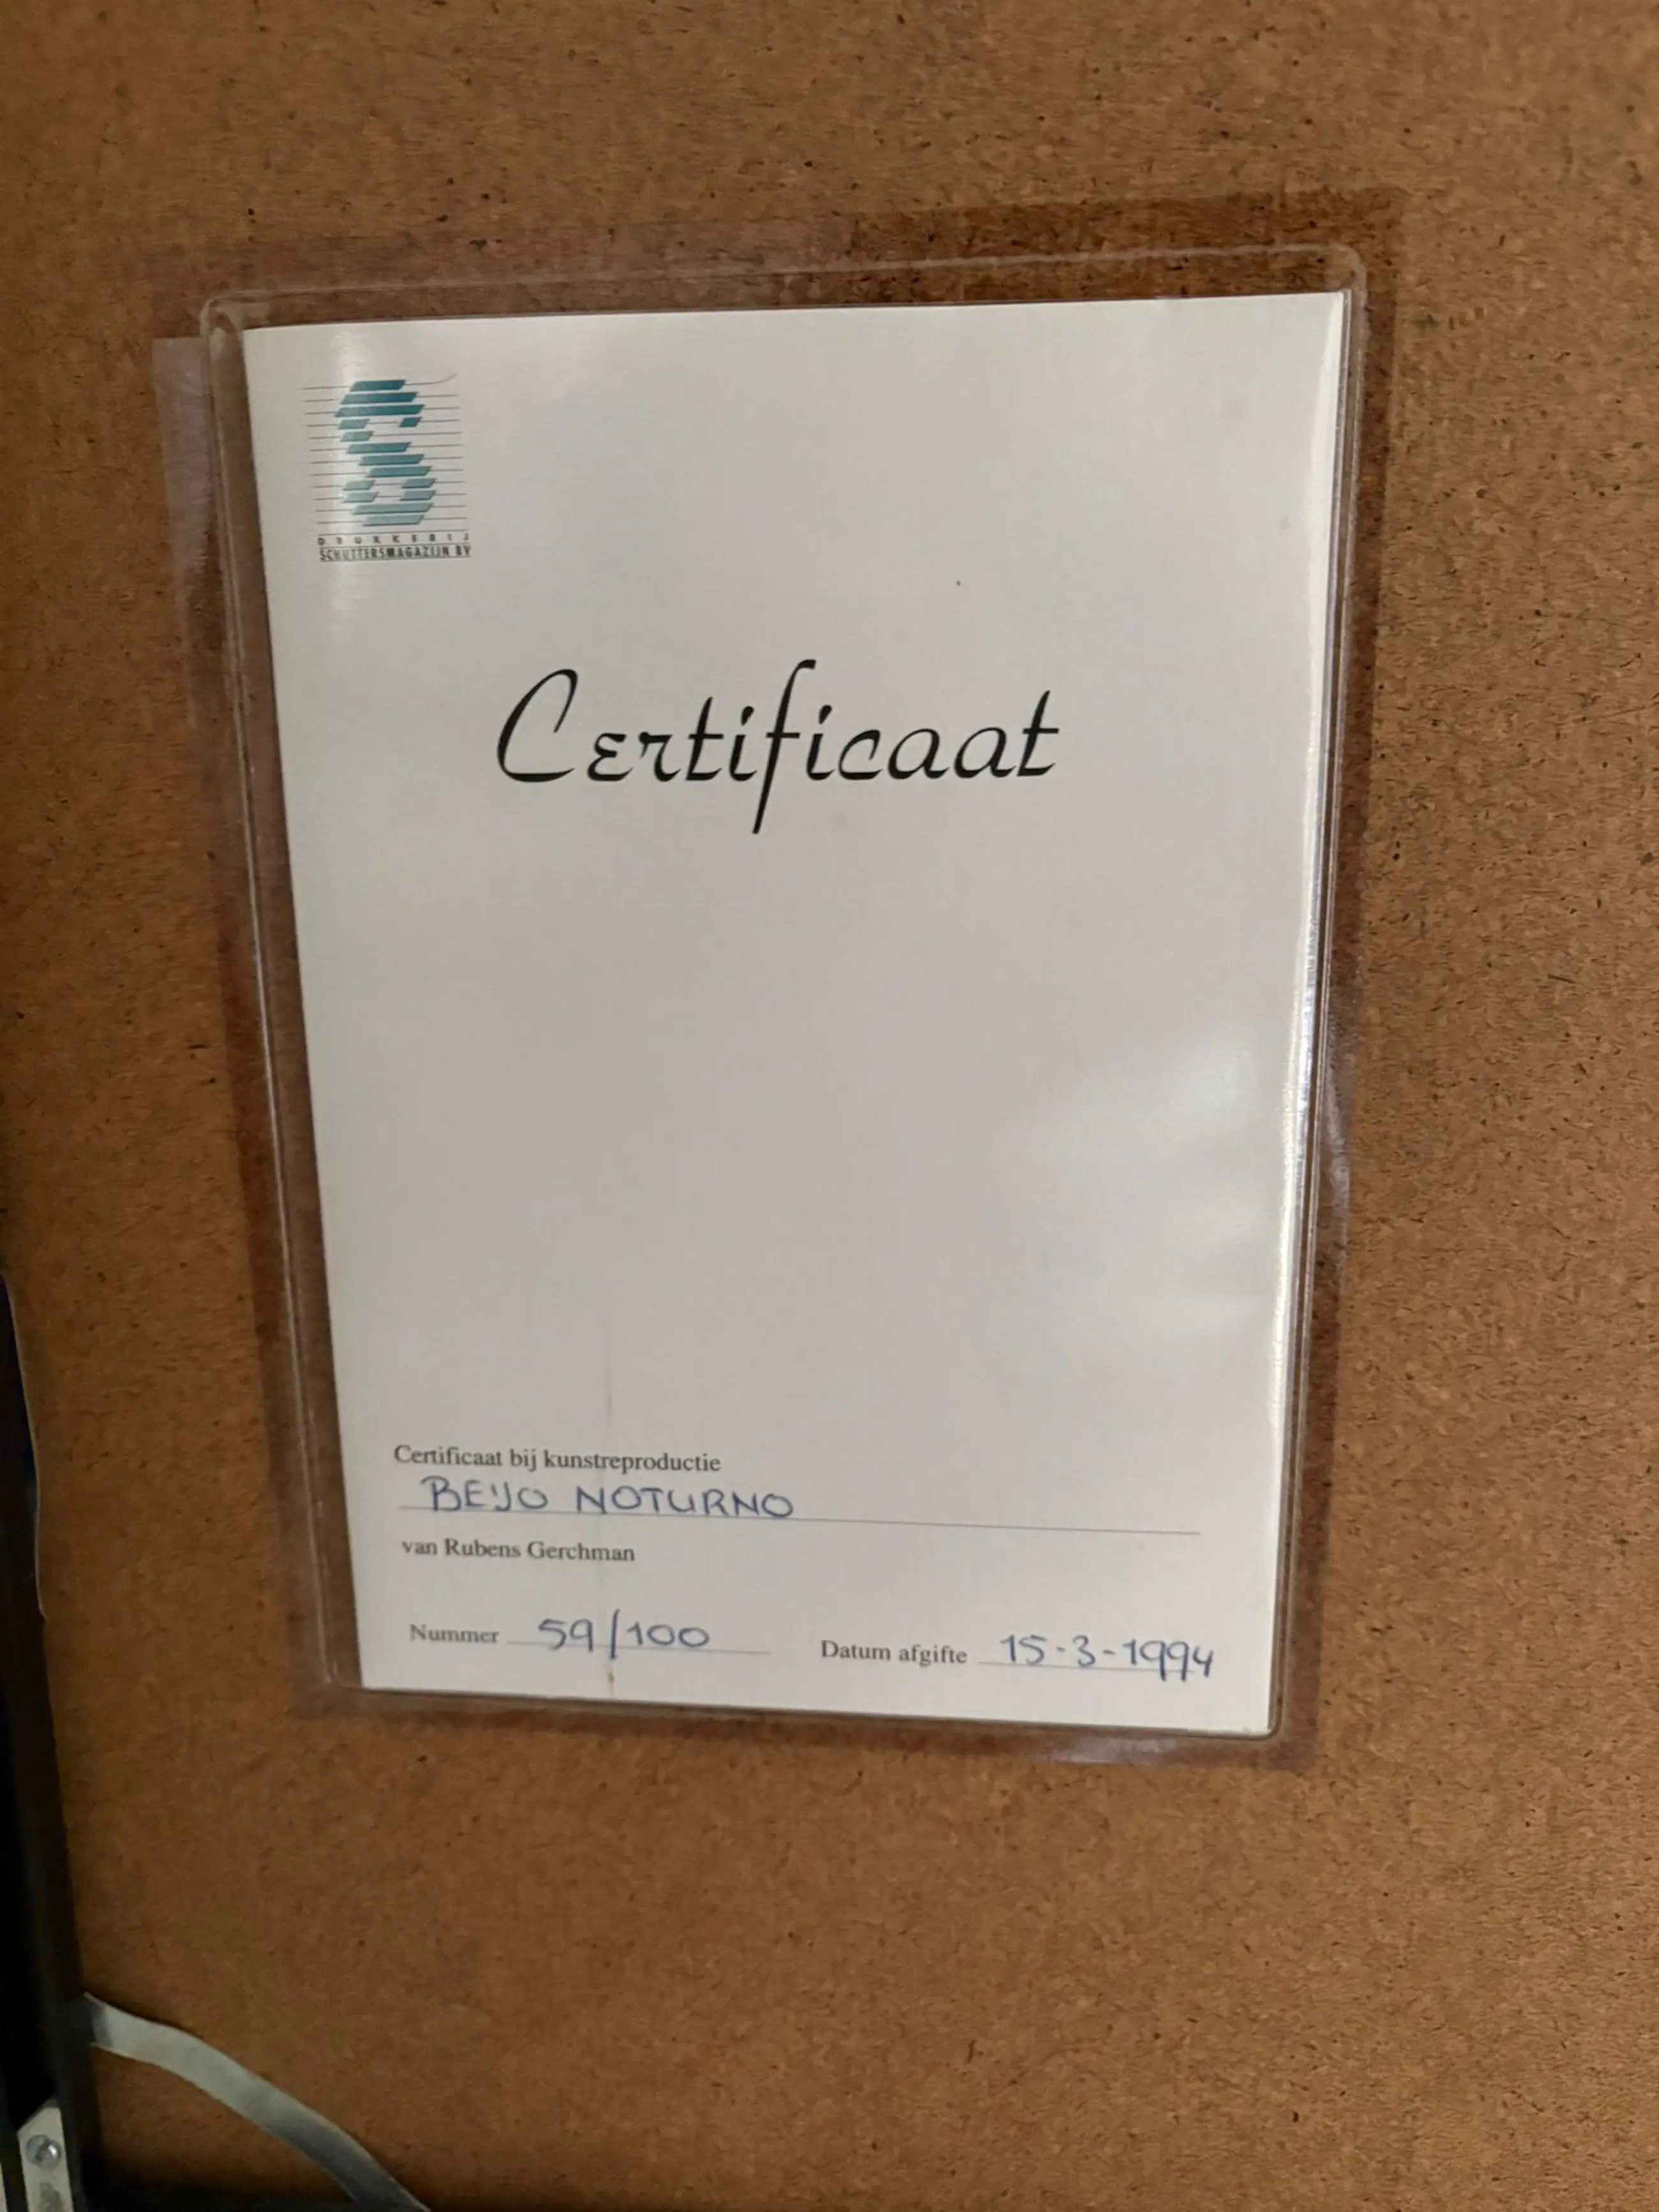 DRUKKERIJ
SCHUTTERSMAGAZIJN BV
Certificaat
Certificaat bij kunstreproductie
BEIJO NOTURNO
van Rubens Gerchman
Nummer 59/100 Datum afgifte 15-3-1994